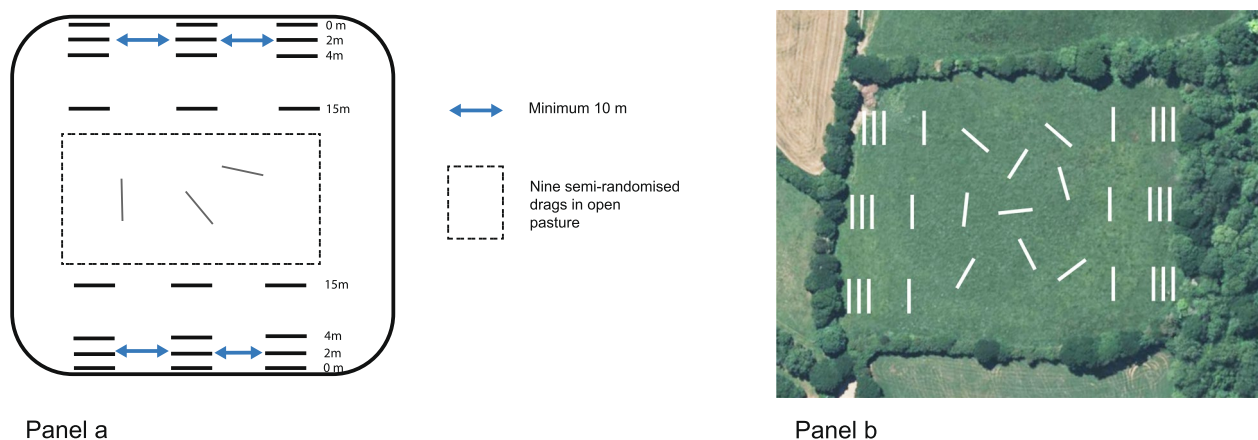 0 m
2m
4m
15m
15m
4m
2m
0 m
Minimum 10 m
Nine semi-randomised
drags in open
pasture
Panel a
Panel b